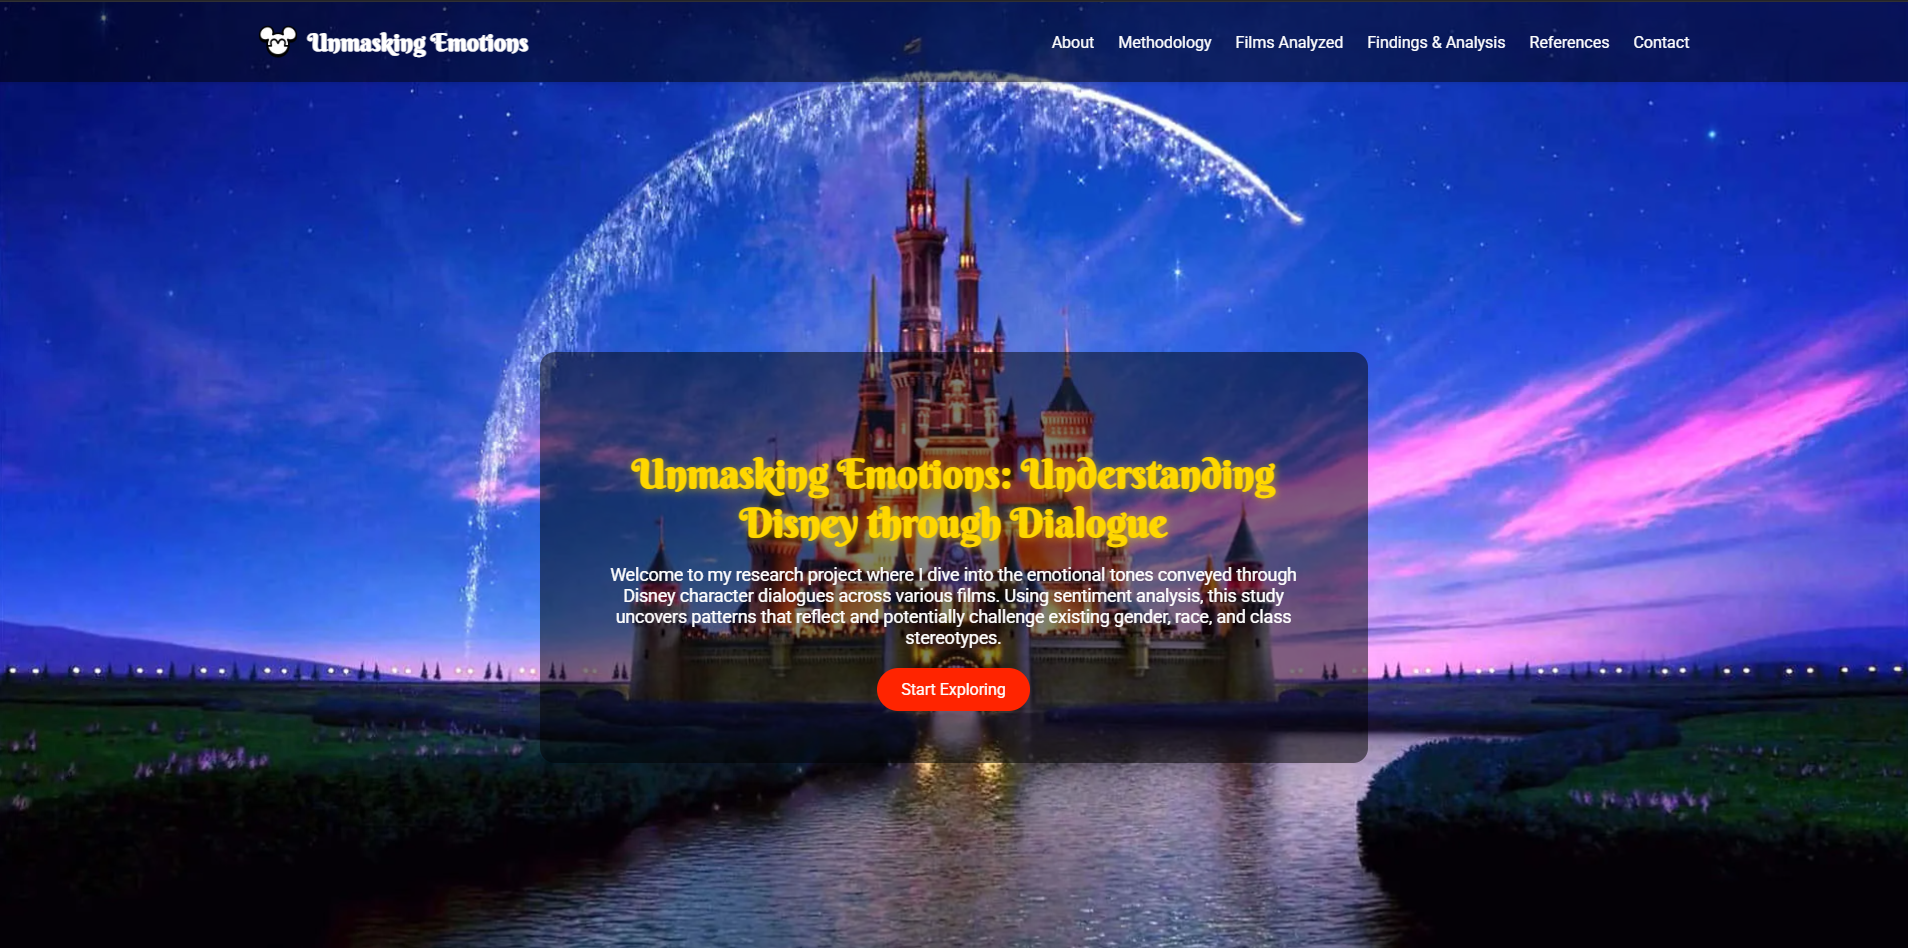 Unmasking Emotions
About
Methodology
Films Analyzed
Findings & Analysis
References
Contact
Unmasking Emotions: Understanding
Disney through Dialogue
Welcome to my research project where I dive into the emotional tones conveyed through
Disney character dialogues across various films. Using sentiment analysis, this study
uncovers patterns that reflect and potentially challenge existing gender, race, and class
stereotypes.
Start Exploring